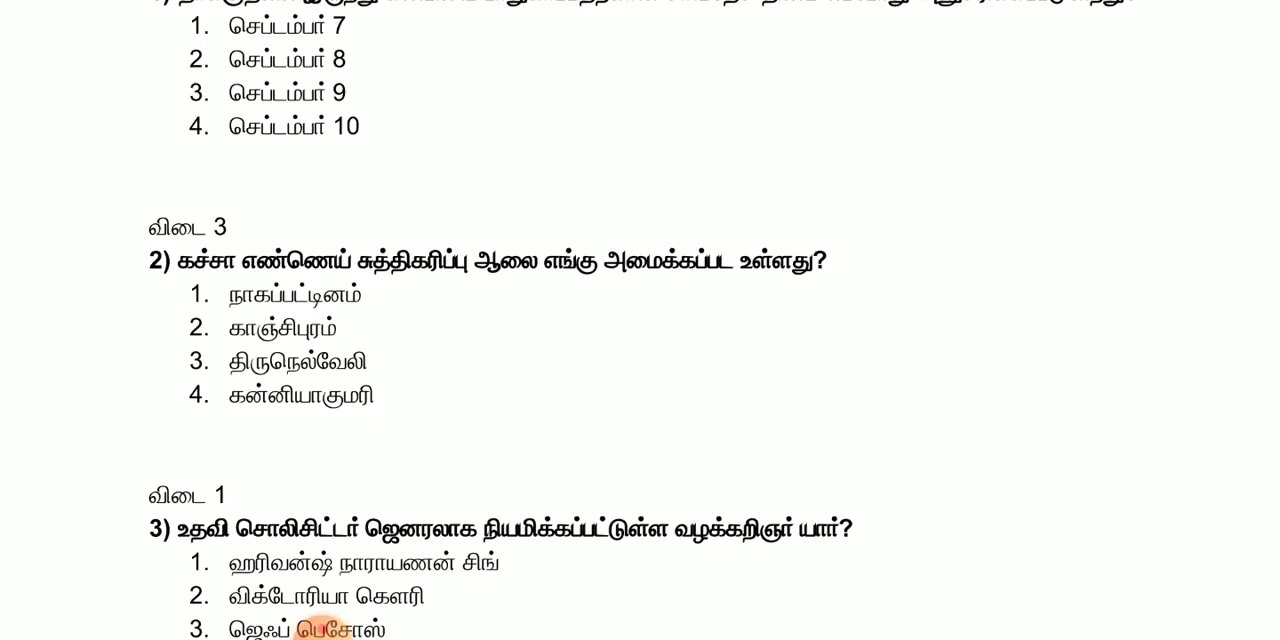 1. செப்டம்பர் 7
2. செப்டம்பர் 8
3. செப்டம்பர் 9
4. செப்டம்பர் 10
விடை 3
2) கச்சா எண்ணெய் சுத்திகரிப்பு ஆலை எங்கு அமைக்கப்பட உள்ளது?
1. நாகப்பட்டினம்
2. காஞ்சிபுரம்
3. திருநெல்வேலி
4. கன்னியாகுமரி
விடை 1
3) உதவி சொலிசிட்டர் ஜெனரலாக நியமிக்கப்பட்டுள்ள வழக்கறிஞர் யார்?
1. ஹரிவன்ஷ் நாராயணன் சிங்
2. விக்டோரியா கௌரி
3. ஜெஃப் பெசோஸ்